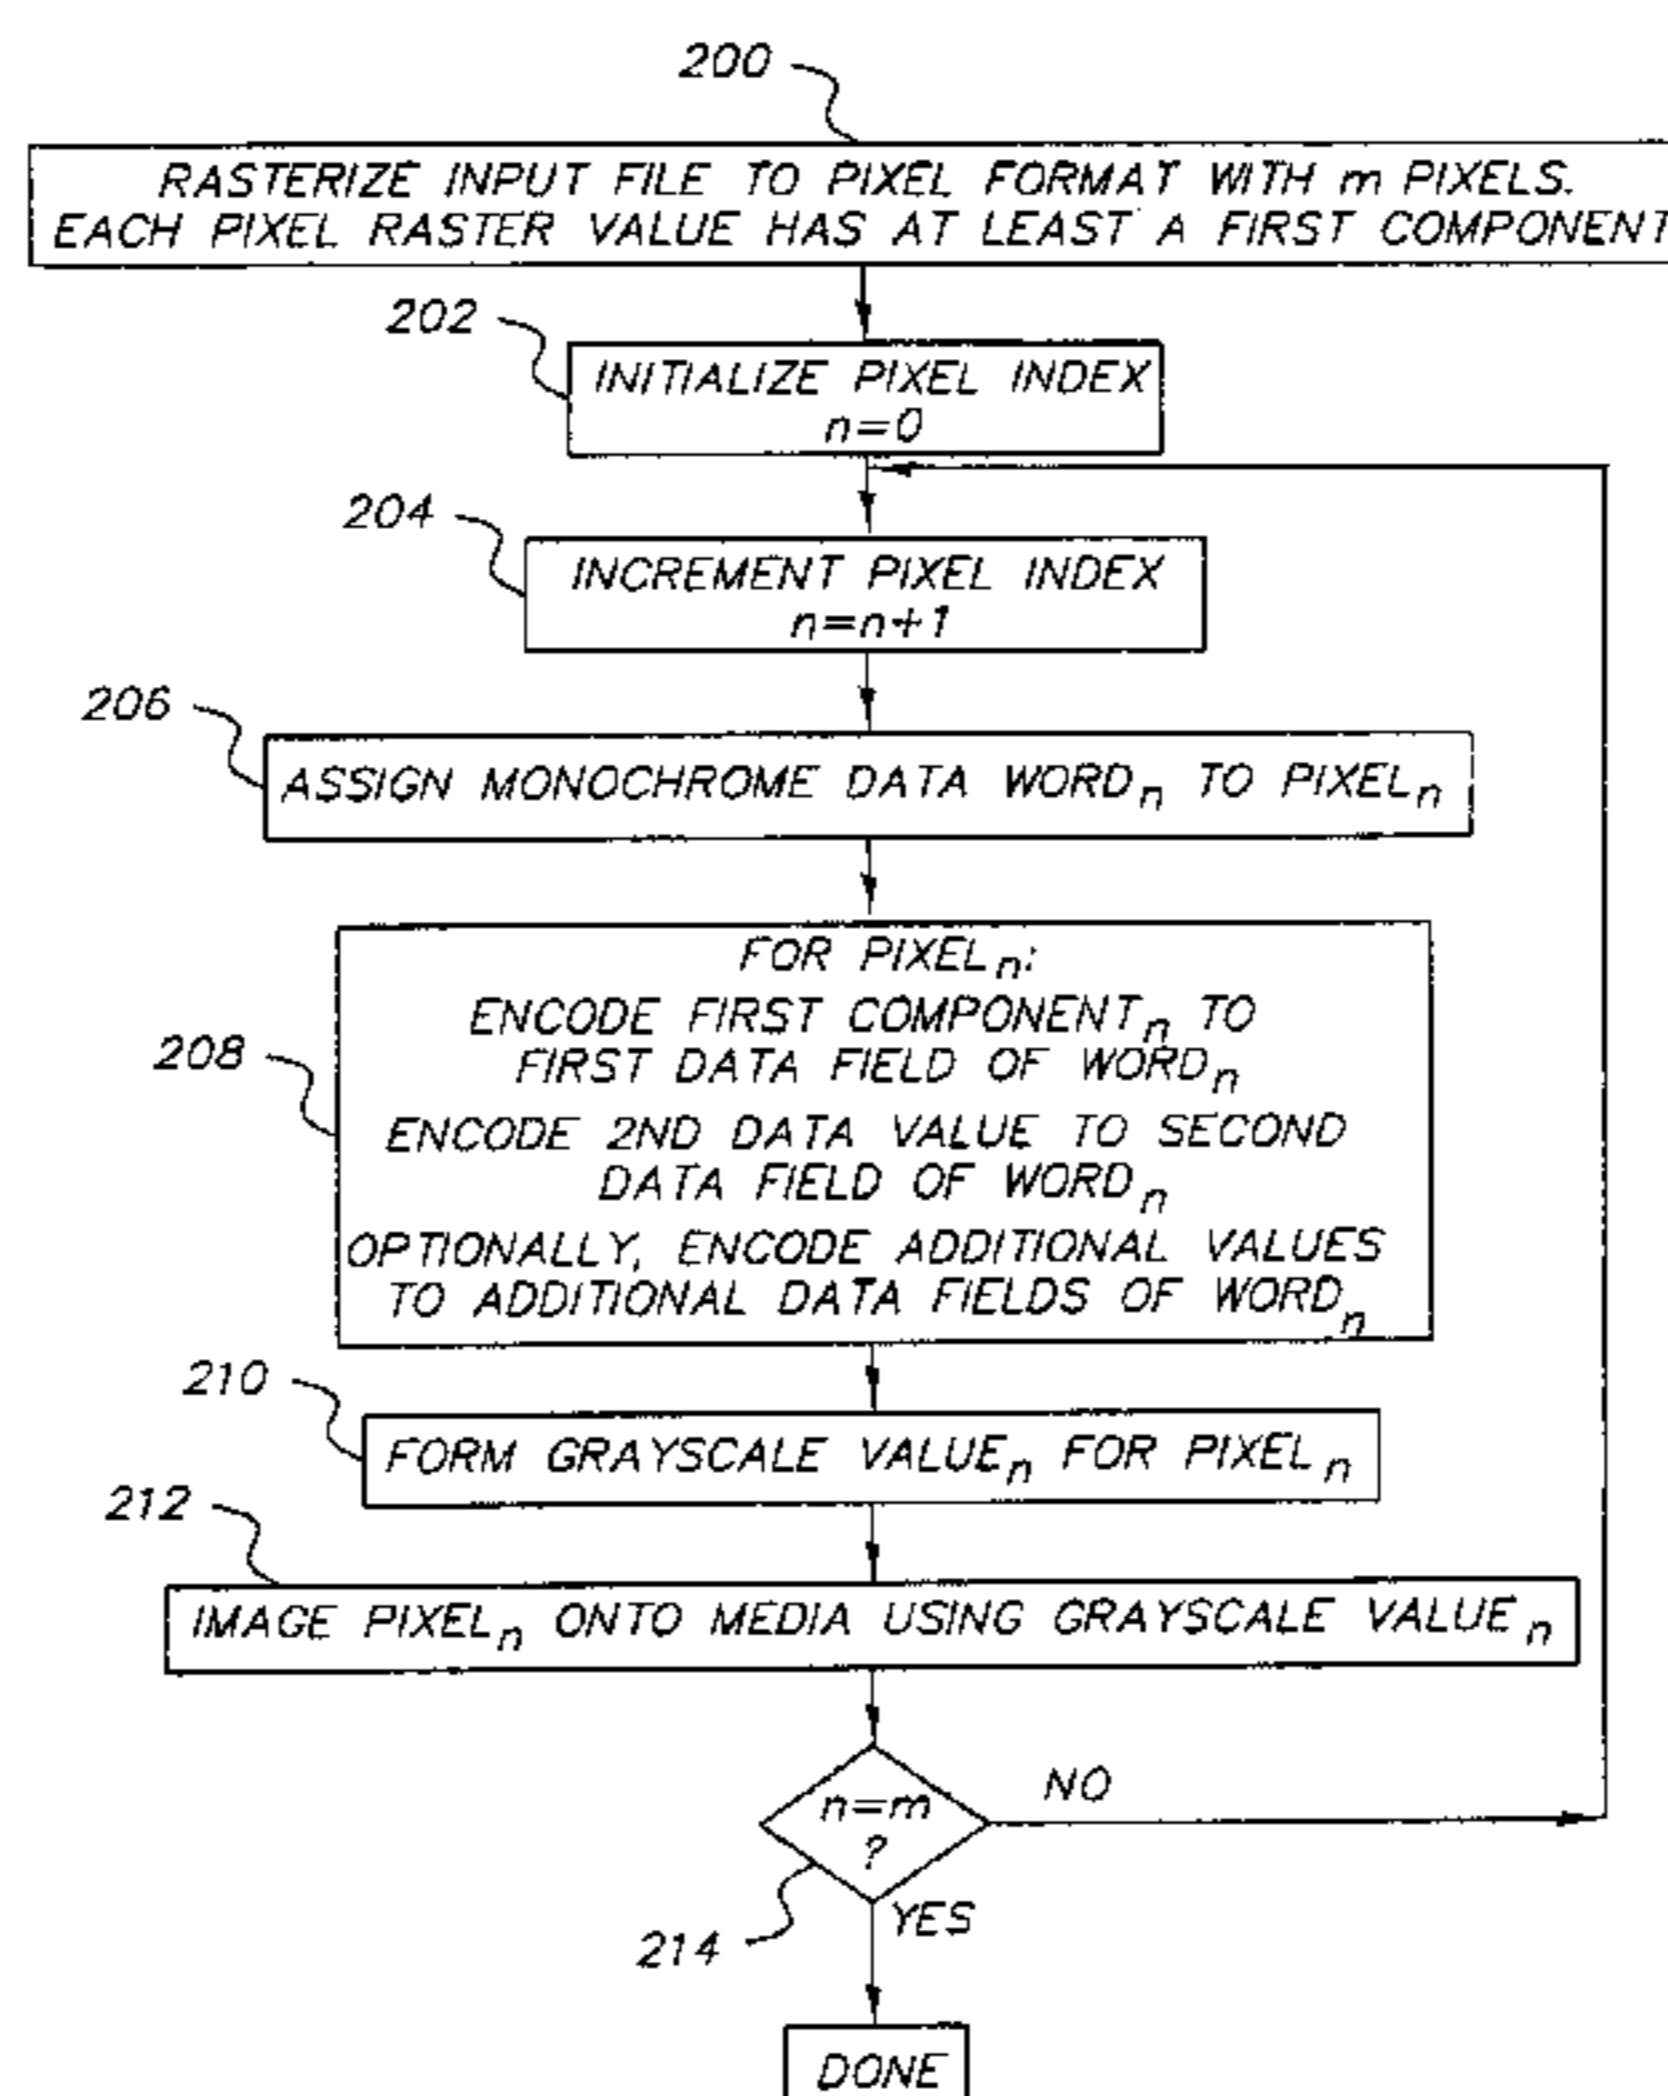 200
RASTERIZE INPUT FILE TO PIXEL FORMAT WITH m PIXELS.
EACH PIXEL RASTER VALUE HAS AT LEAST A FIRST COMPONENT
202
INITIALIZE PIXEL INDEX
n=0
204
INCREMENT PIXEL INDEX
n=n+1
206
ASSIGN MONOCHROME DATA WORDn TO PIXELn
FOR PIXELn:
ENCODE FIRST COMPONENTn TO
FIRST DATA FIELD OF WORDn
208
ENCODE 2ND DATA VALUE TO SECOND
DATA FIELD OF WORDn
OPTIONALLY, ENCODE ADDITIONAL VALUES
TO ADDITIONAL DATA FIELDS OF WORDn
210
FORM GRAYSCALE VALUEn FOR PIXELn
212
IMAGE PIXELn ONTO MEDIA USING GRAYSCALE VALUEn
n=m
?
NO
YES
214
DONE